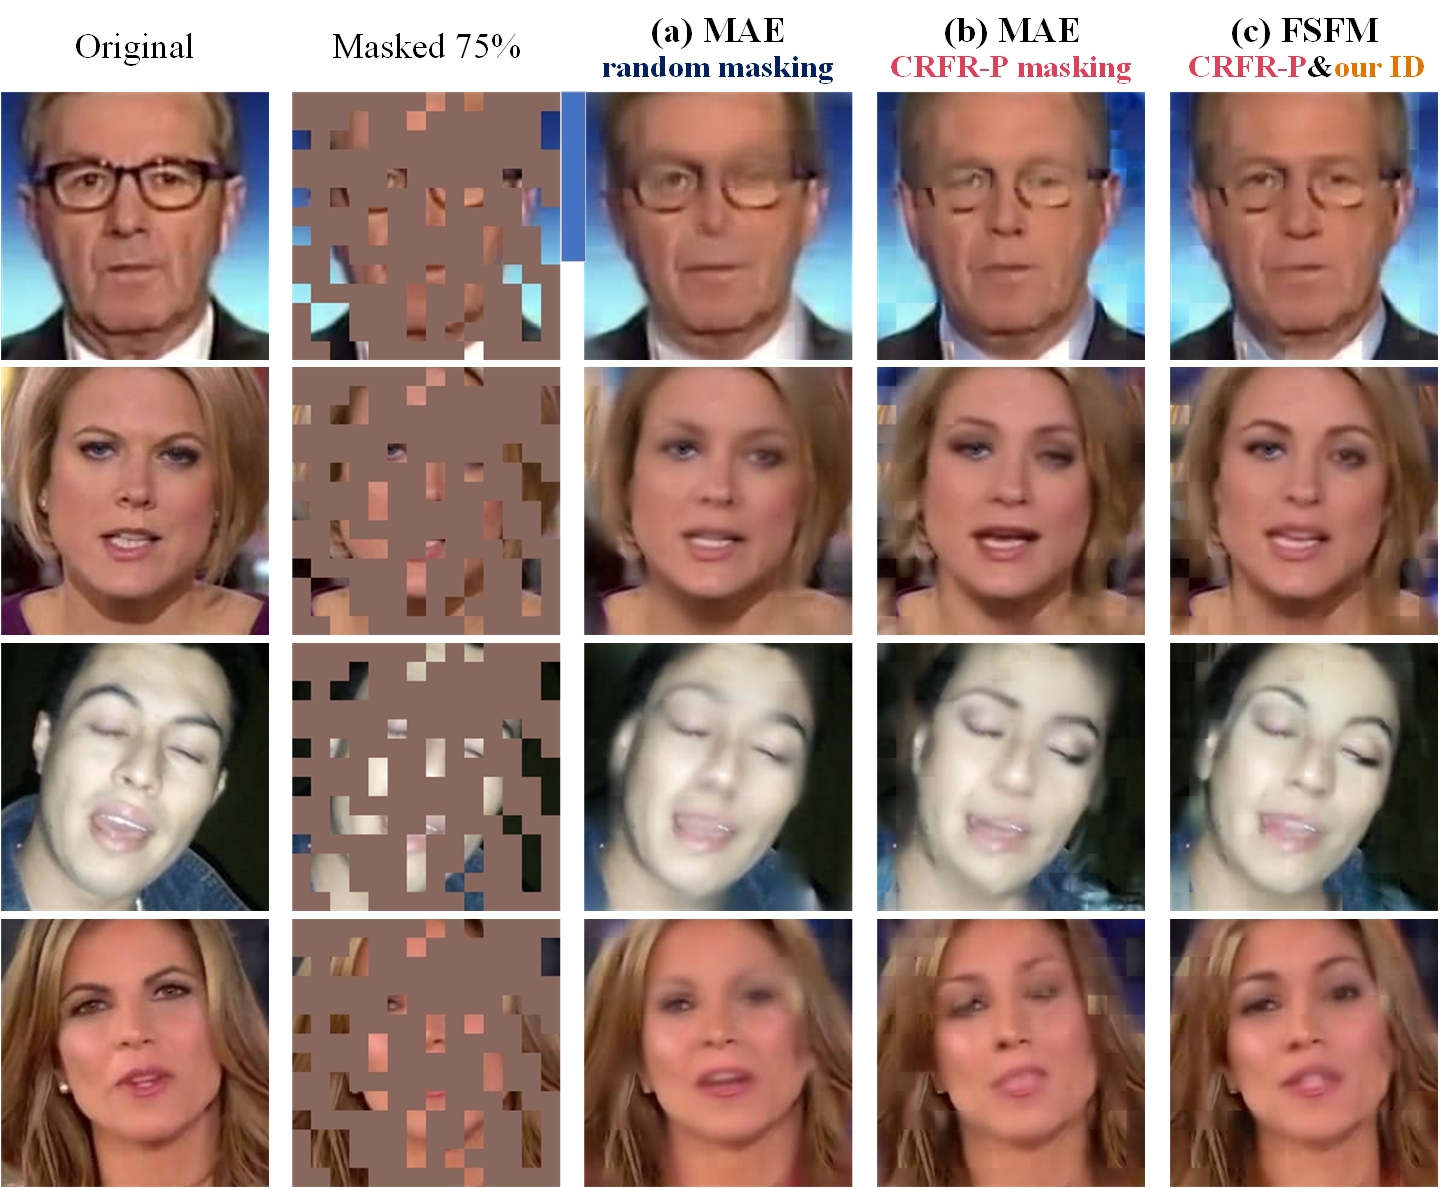 Original
Masked 75%
(a) MAE
random masking
(b) MAE
CRFR-P masking
(c) FSFM
CRFR-P&our ID